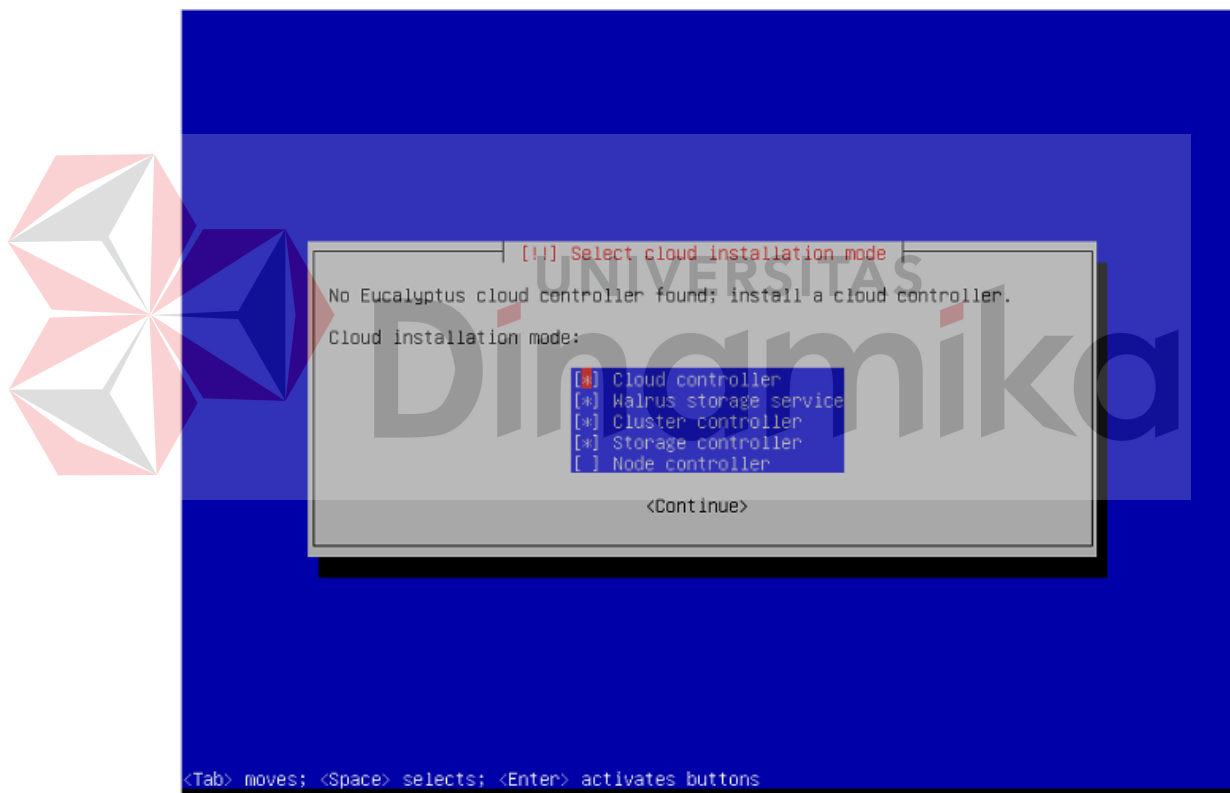 [!!] Select cloud installation mode
UNIVERSITAS
No Eucalyptus cloud controller found; install a cloud controller.
Dinamika
Cloud installation mode:
[*] Cloud controller
[*] Walrus storage service
[*] Cluster controller
[*] Storage controller
[ ] Node controller
<Continue>
<Tab> moves; <Space> selects; <Enter> activates buttons